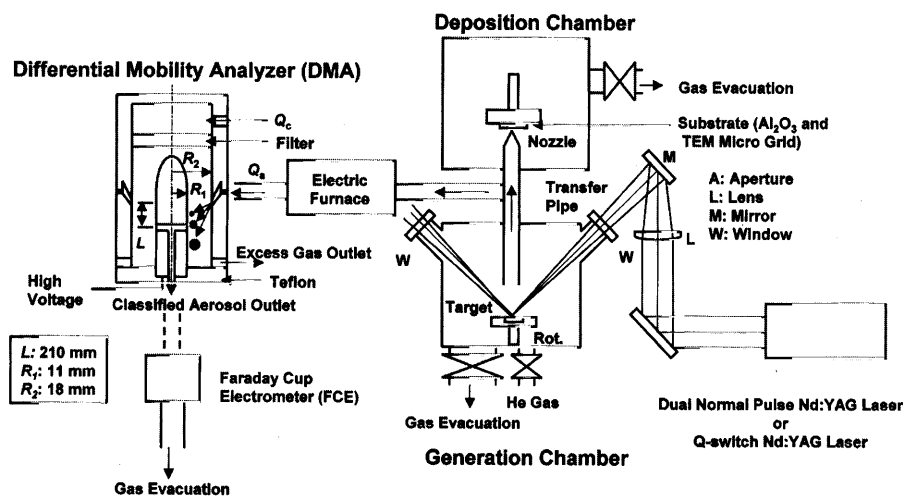 Deposition Chamber
Differential Mobility Analyzer (DMA)
Gas Evacuation
Substrate (Al₂O₃ and
TEM Micro Grid)
Nozzle
Qc
Filter
R₂
Qa
R₁
Electric
Furnace
Transfer
Pipe
M
A: Aperture
L: Lens
M: Mirror
W: Window
L
W
W
L
Excess Gas Outlet
Teflon
High
Voltage
Classified Aerosol Outlet
Target
Rot.
L: 210 mm
R₁: 11 mm
R₂: 18 mm
Faraday Cup
Electrometer (FCE)
He Gas
Gas Evacuation
Dual Normal Pulse Nd:YAG Laser
or
Q-switch Nd:YAG Laser
Generation Chamber
Gas Evacuation